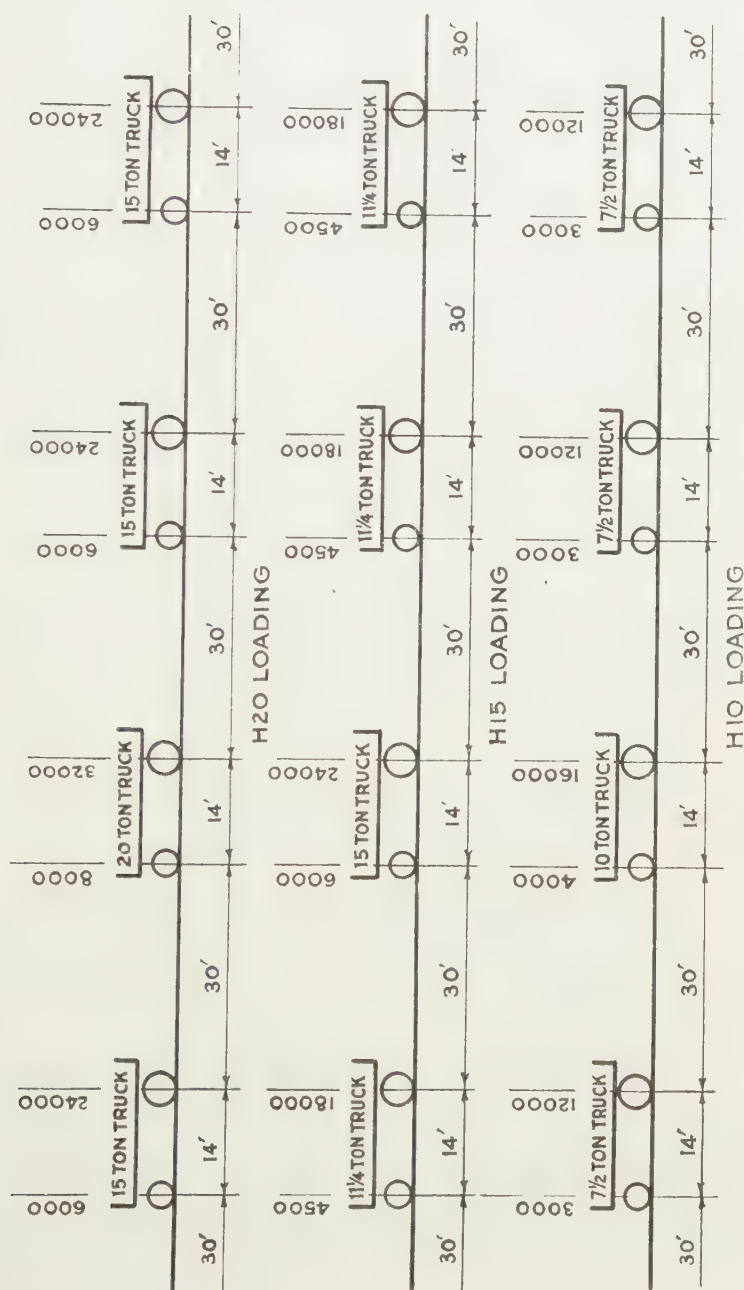 6000 24000 8000 32000 6000 24000 6000 24000
15 TON TRUCK 20 TON TRUCK 15 TON TRUCK 15 TON TRUCK
30′ 14′ 30′ 14′ 30′ 14′ 30′ 14′ 30′
H20 LOADING
4500 18000 6000 24000 4500 18000 4500 18000
11¼ TON TRUCK 15 TON TRUCK 11¼ TON TRUCK 11¼ TON TRUCK
30′ 14′ 30′ 14′ 30′ 14′ 30′ 14′ 30′
H15 LOADING
3000 12000 4000 16000 3000 12000 3000 12000
7½ TON TRUCK 10 TON TRUCK 7½ TON TRUCK 7½ TON TRUCK
30′ 14′ 30′ 14′ 30′ 14′ 30′ 14′ 30′
H10 LOADING